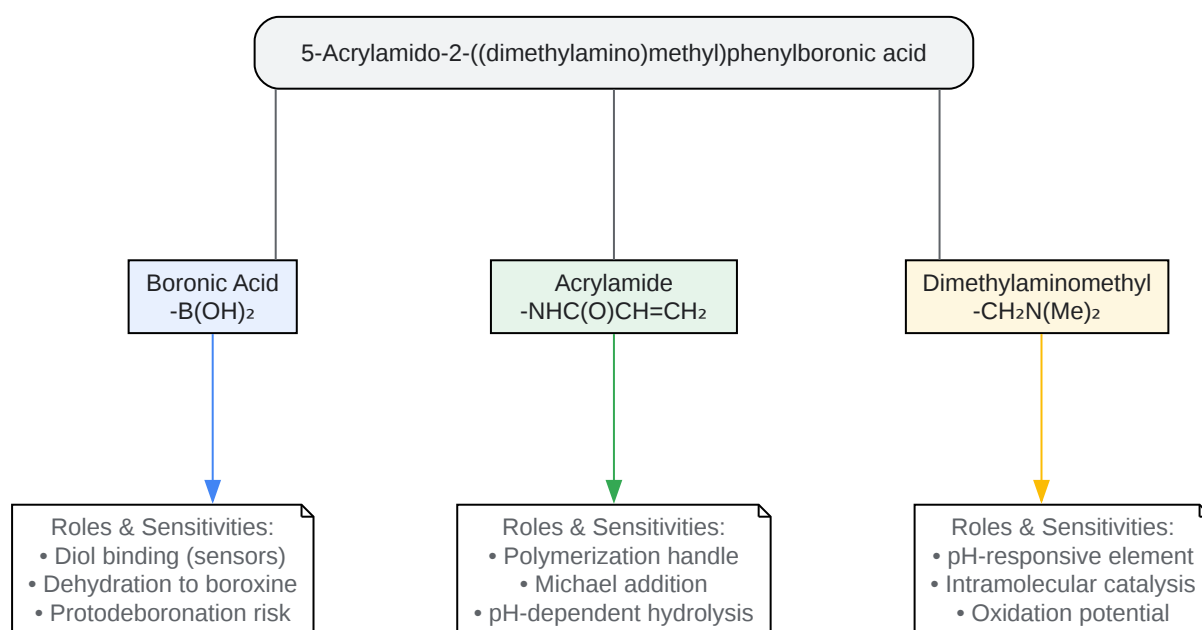 5-Acrylamido-2-((dimethylamino)methyl)phenylboronic acid
Boronic Acid
-B(OH)₂
Acrylamide
-NHC(O)CH=CH₂
Dimethylaminomethyl
-CH₂N(Me)₂
Roles & Sensitivities:
• Diol binding (sensors)
• Dehydration to boroxine
• Protodeboronation risk
Roles & Sensitivities:
• Polymerization handle
• Michael addition
• pH-dependent hydrolysis
Roles & Sensitivities:
• pH-responsive element
• Intramolecular catalysis
• Oxidation potential